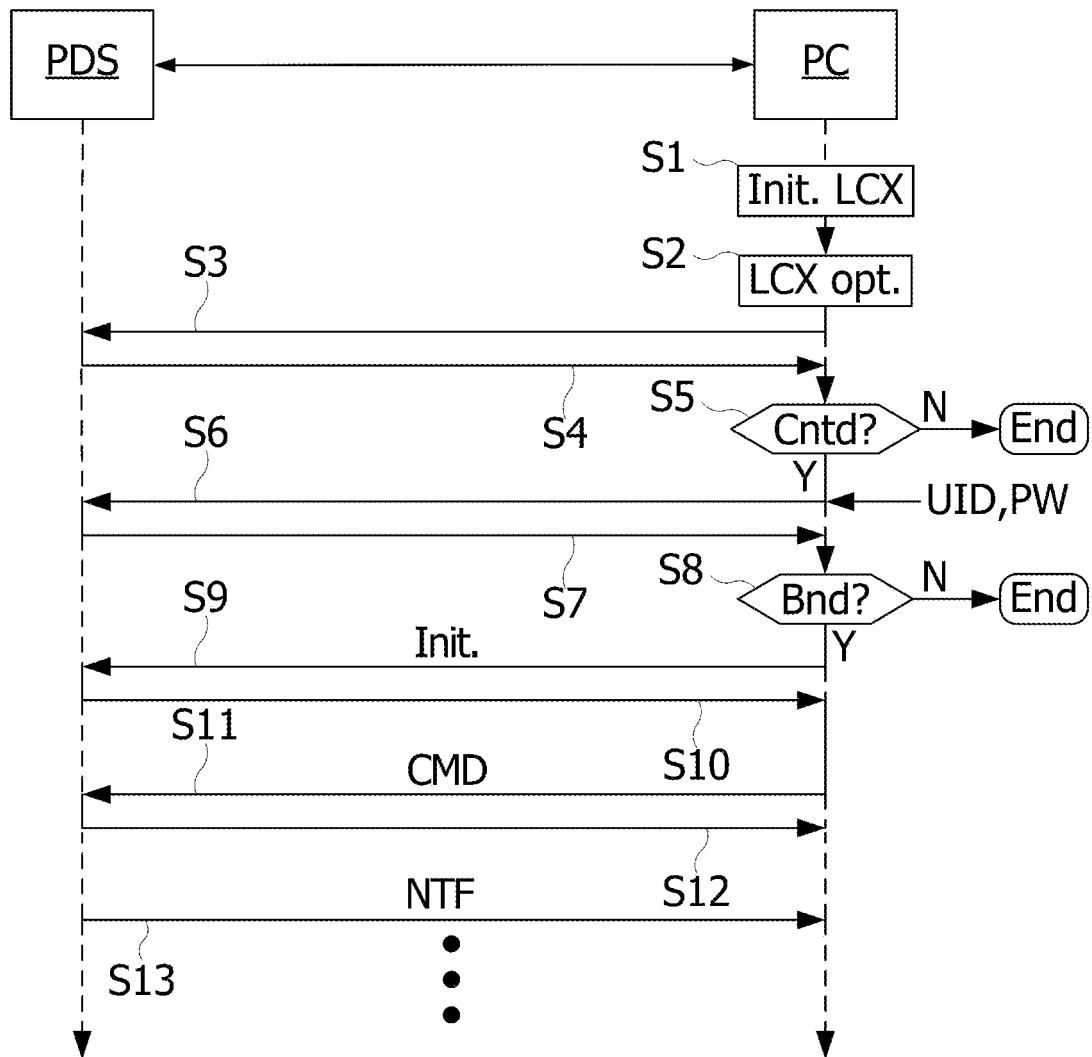 PDS
PC
S1
Init. LCX
S2
LCX opt.
S3
S4
S5
Cntd?
N
End
S6
Y
UID,PW
S7
S8
Bnd?
N
End
S9
Init.
Y
S10
S11
CMD
S12
NTF
S13